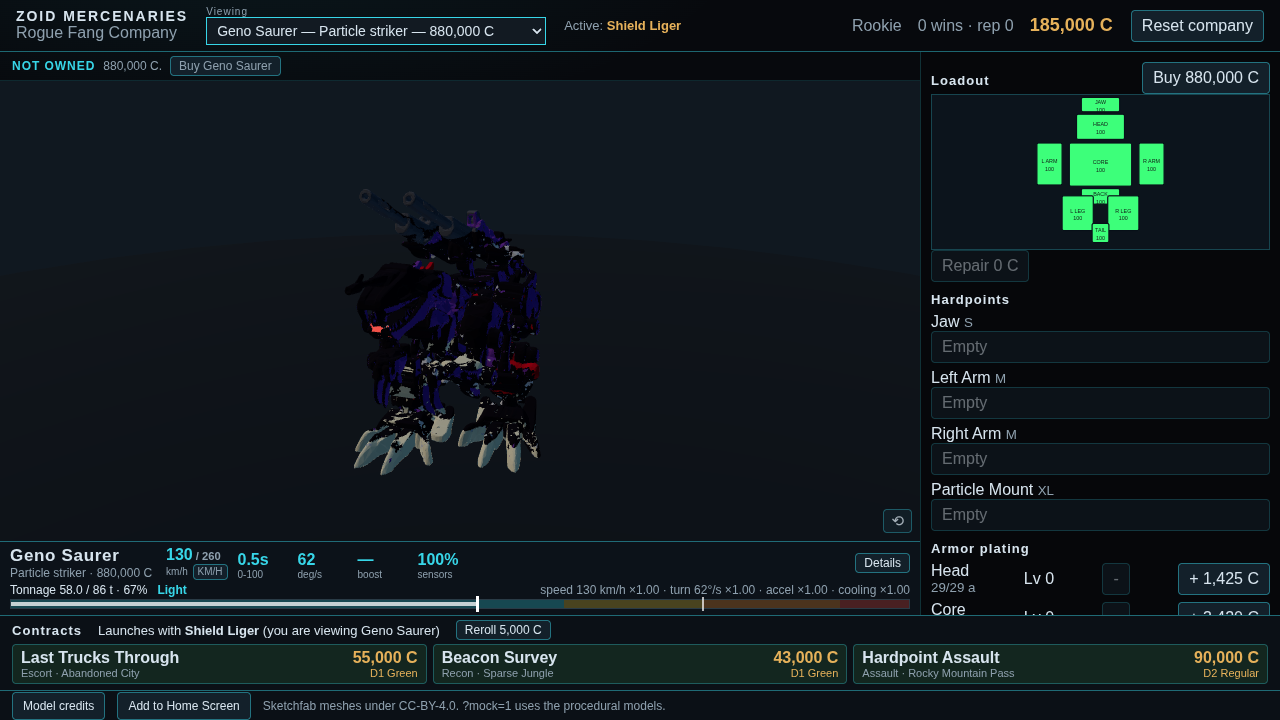 ZOID MERCENARIES
Rogue Fang Company
Viewing
Geno Saurer — Particle striker — 880,000 C
Active: Shield Liger
Rookie 0 wins · rep 0 185,000 C
Reset company
NOT OWNED 880,000 C. Buy Geno Saurer
Loadout
Buy 880,000 C
JAW
100
HEAD
100
L ARM
100
CORE
100
R ARM
100
BACK
100
L LEG
100
R LEG
100
TAIL
100
Repair 0 C
Hardpoints
Jaw S
Empty
Left Arm M
Empty
Right Arm M
Empty
Particle Mount XL
Empty
Armor plating
Head
29/29 a
Lv 0
-
+ 1,425 C
Core
⟲
Geno Saurer
Particle striker · 880,000 C
130 / 260
km/h KM/H
0.5s
0-100
62
deg/s
—
boost
100%
sensors
Details
Tonnage 58.0 / 86 t · 67% Light
speed 130 km/h ×1.00 · turn 62°/s ×1.00 · accel ×1.00 · cooling ×1.00
Contracts Launches with Shield Liger (you are viewing Geno Saurer) Reroll 5,000 C
Last Trucks Through 55,000 C
Escort · Abandoned City D1 Green
Beacon Survey 43,000 C
Recon · Sparse Jungle D1 Green
Hardpoint Assault 90,000 C
Assault · Rocky Mountain Pass D2 Regular
Model credits
Add to Home Screen
Sketchfab meshes under CC-BY-4.0. ?mock=1 uses the procedural models.